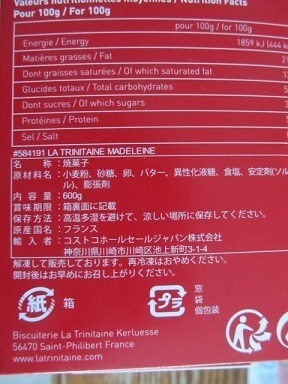 Valeurs nutritionnelles moyennes / Nutrition Facts
Pour 100g / For 100g
pour 100g / for 100g
Energie / Energy 1859 kJ (444 k
Matières grasses / Fat 21
Dont graisses saturées / Of which saturated fat
Glucides totaux / Total carbohydrates 5
Dont sucres / Of which sugars
Protéines / Protein
Sel / Salt
#584191 LA TRINITAINE MADELEINE
名 称 : 焼菓子
原材料名 : 小麦粉、砂糖、卵、バター、異性化液糖、食塩、安定剤(ソル
ル)、膨張剤
内 容 量 : 600g
賞味期限 : 箱裏面に記載
保存方法 : 高温多湿を避けて、涼しい場所に保存してください。
原産国名 : フランス
輸 入 者 : コストコホールセールジャパン株式会社
神奈川県川崎市川崎区池上新町3-1-4
解凍して販売しております。再冷凍はおやめください。
開封後はお早めにお召し上がりください。
紙 箱
プラ 窓
袋
個包装
Biscuiterie La Trinitaine Kerluesse
56470 Saint-Philibert France
www.latrinitaine.com